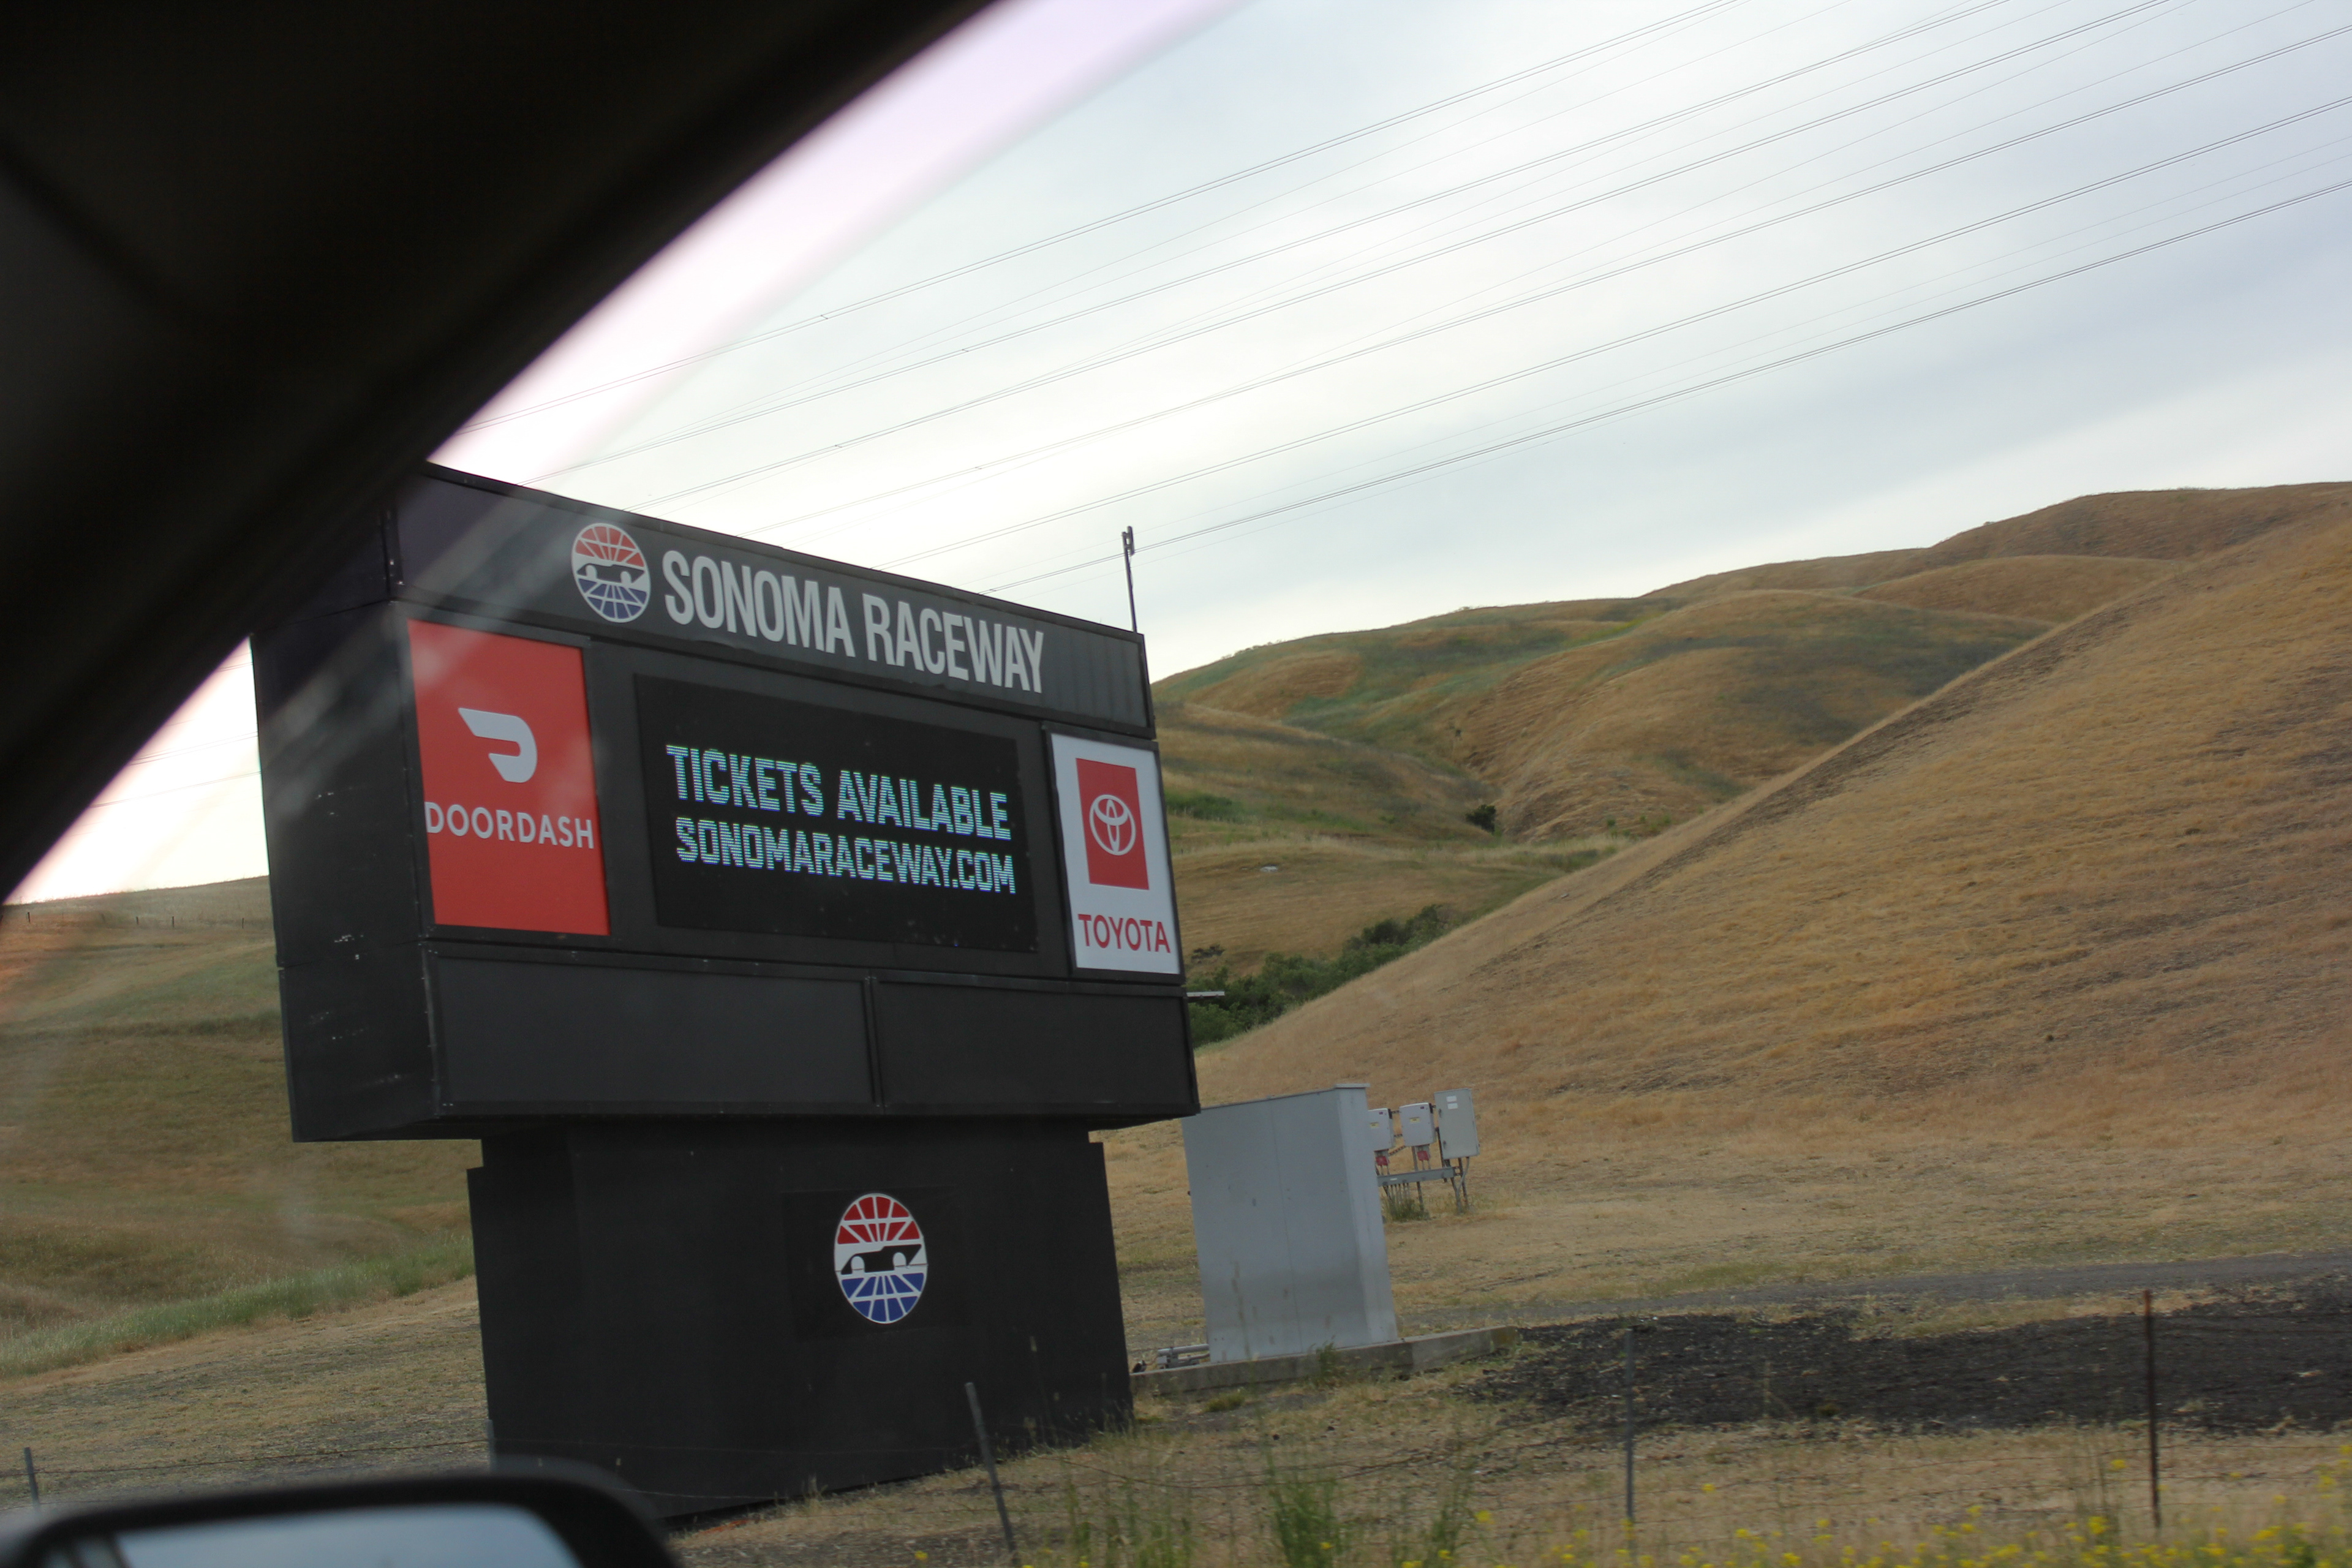 SONOMA RACEWAY
DOORDASH
TICKETS AVAILABLE
SONOMARACEWAY.COM
TOYOTA